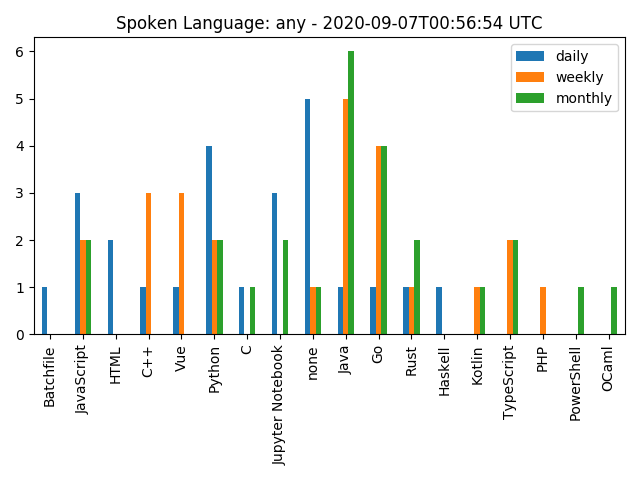 Spoken Language: any - 2020-09-07T00:56:54 UTC
daily
weekly
monthly
6
5
4
3
2
1
0
Batchfile
JavaScript
HTML
C++
Vue
Python
C
Jupyter Notebook
none
Java
Go
Rust
Haskell
Kotlin
TypeScript
PHP
PowerShell
OCaml